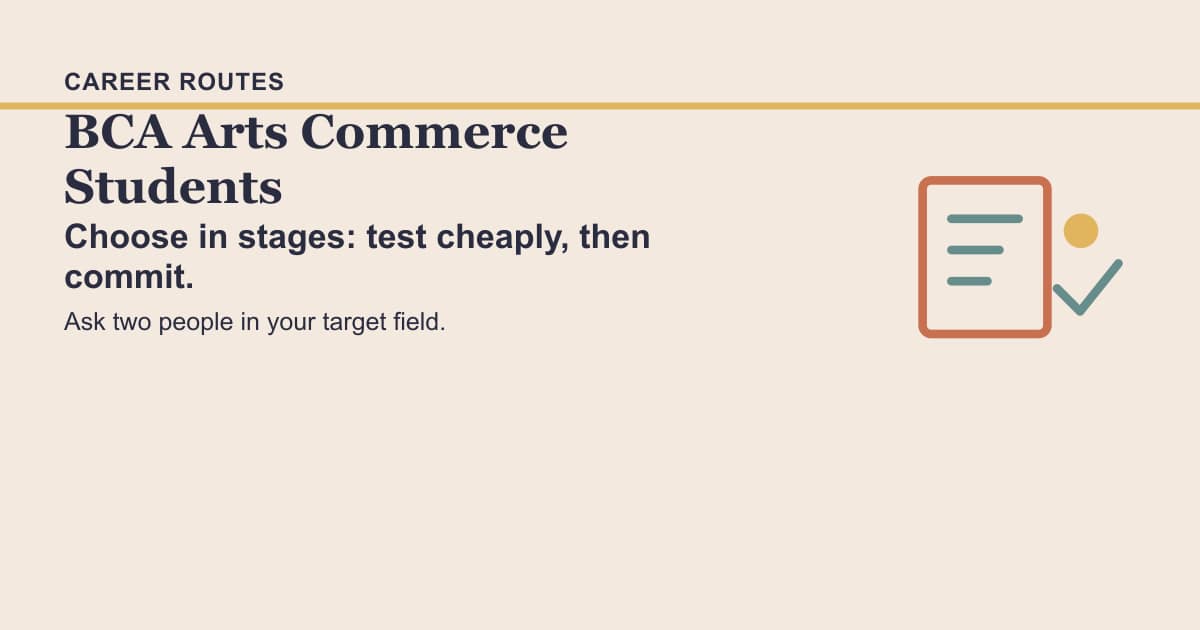 CAREER ROUTES
BCA Arts Commerce
Students
Choose in stages: test cheaply, then
commit.
Ask two people in your target field.